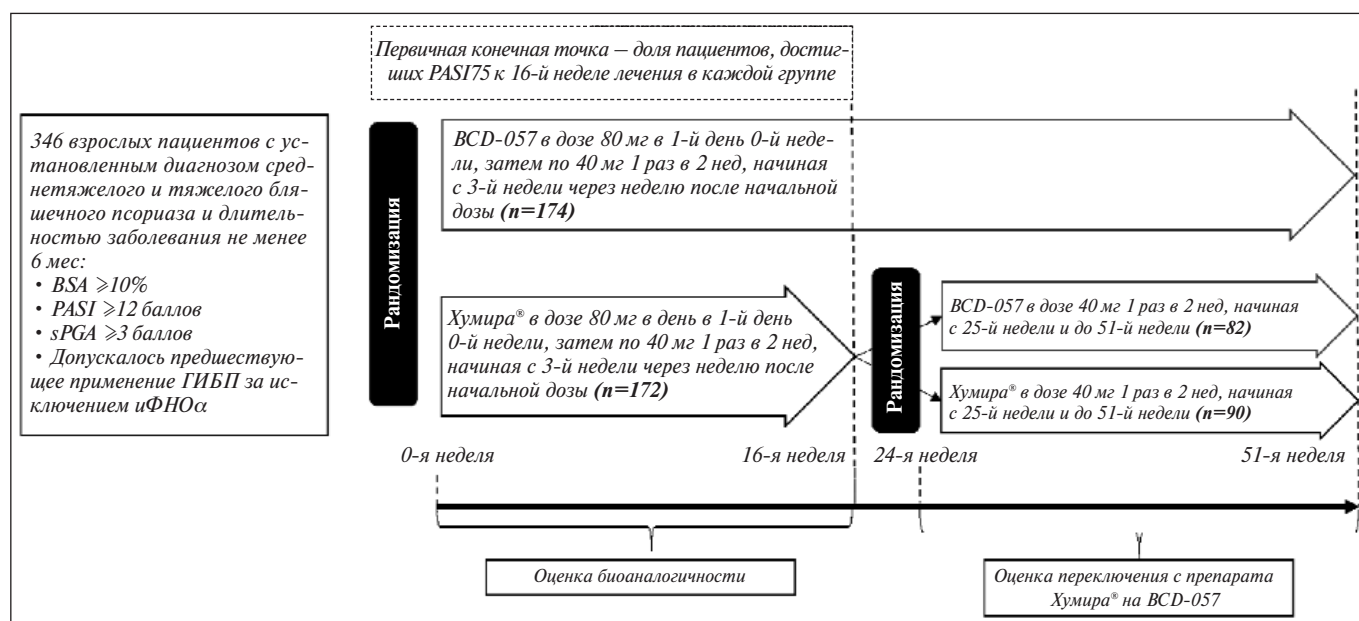 Первичная конечная точка – доля пациентов, достиг-
ших PASI75 к 16-й неделе лечения в каждой группе
346 взрослых пациентов с ус-
тановленным диагнозом сред-
нетяжелого и тяжелого бля-
шечного псориаза и длитель-
ностью заболевания не менее
6 мес:
• BSA ≥10%
• PASI ≥12 баллов
• sPGA ≥3 баллов
• Допускалось предшествую-
щее применение ГИБП за ис-
ключением иФНОα
Рандомизация
BCD-057 в дозе 80 мг в 1-й день 0-й неде-
ли, затем по 40 мг 1 раз в 2 нед, начиная
с 3-й недели через неделю после начальной
дозы (n=174)
Хумира® в дозе 80 мг в день в 1-й день
0-й недели, затем по 40 мг 1 раз в 2 нед,
начиная с 3-й недели через неделю после
начальной дозы (n=172)
Рандомизация
BCD-057 в дозе 40 мг 1 раз в 2 нед, начиная
с 25-й недели и до 51-й недели (n=82)
Хумира® в дозе 40 мг 1 раз в 2 нед, начиная
с 25-й недели и до 51-й недели (n=90)
0-я неделя
16-я неделя
24-я неделя
51-я неделя
Оценка биоаналогичности
Оценка переключения с препарата
Хумира® на BCD-057